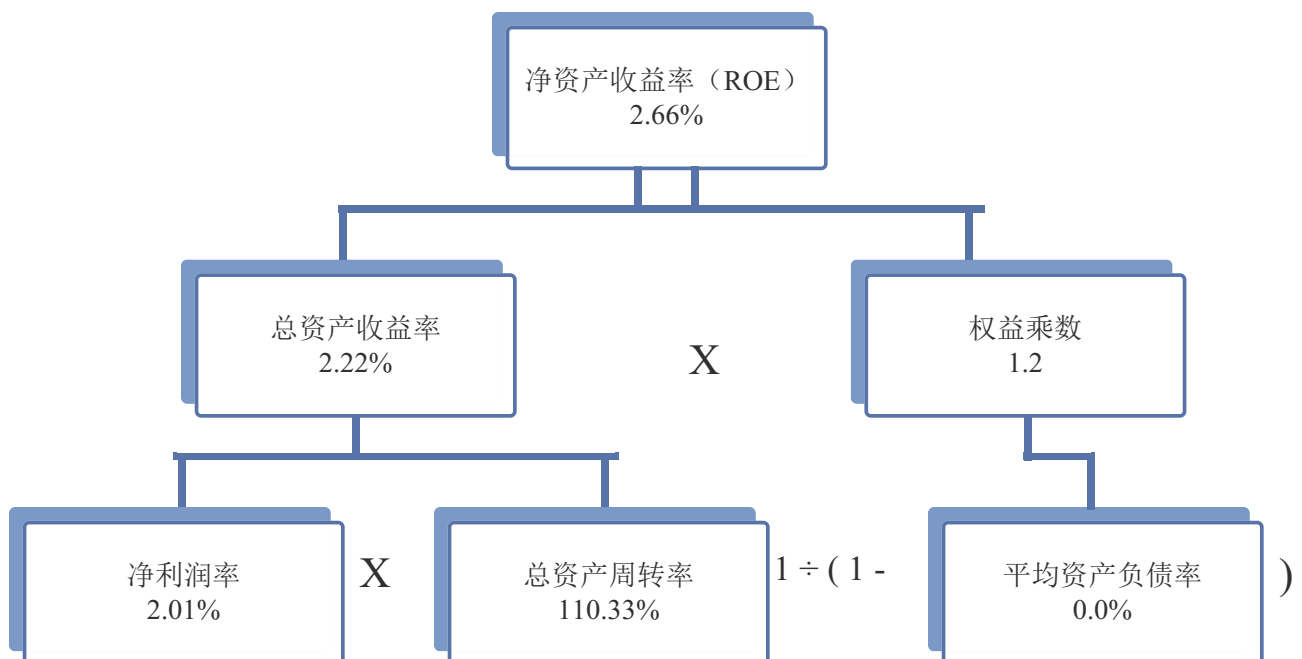 净资产收益率（ROE）
2.66%
总资产收益率
2.22%
X
权益乘数
1.2
净利润率
2.01%
X
总资产周转率
110.33%
1 ÷ ( 1 -
平均资产负债率
0.0%
)